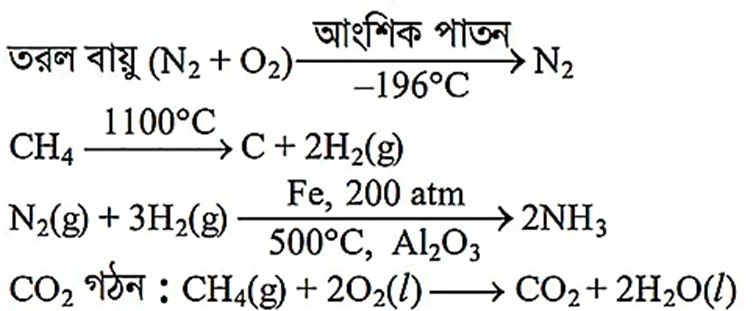 তরল বায়ু (N₂ + O₂) —আংশিক পাতন / –196°C→ N₂
CH₄ —1100°C→ C + 2H₂(g)
N₂(g) + 3H₂(g) —Fe, 200 atm / 500°C, Al₂O₃→ 2NH₃
CO₂ গঠন : CH₄(g) + 2O₂(l) ⟶ CO₂ + 2H₂O(l)